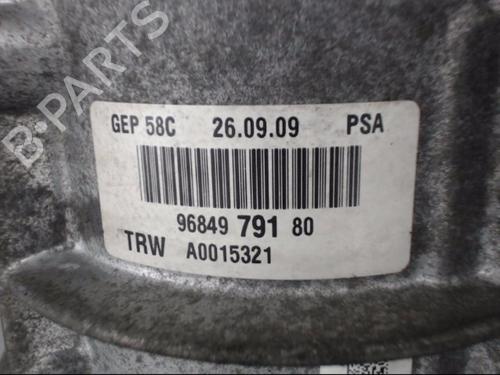 B-PARTS
GEP 58C 26.09.09 PSA
96849 791 80
TRW A0015321